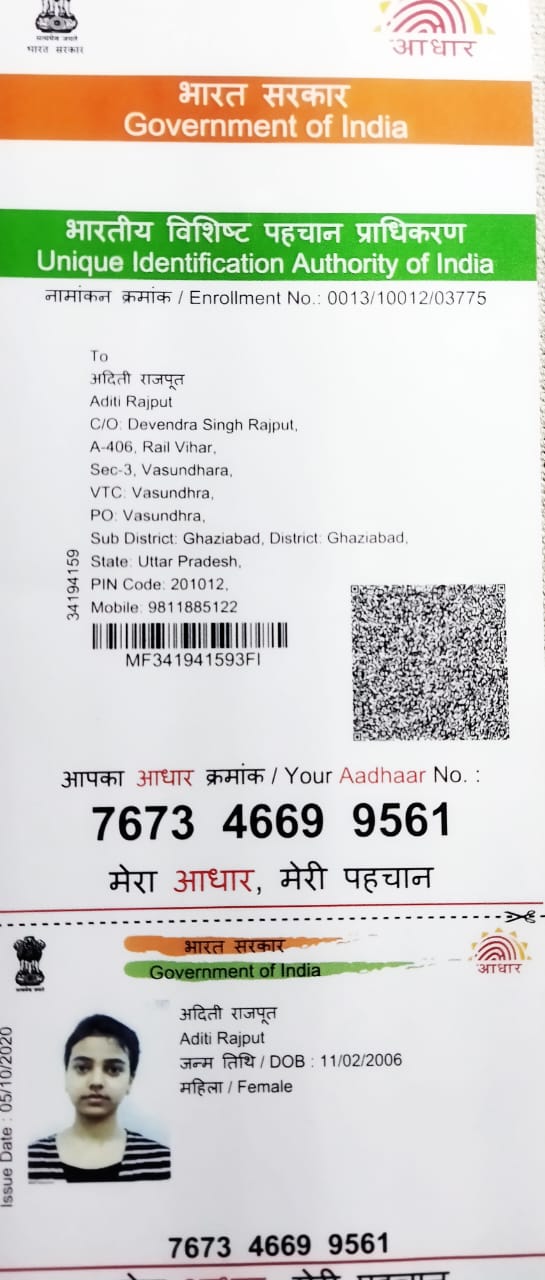 सत्यमेव जयते
भारत सरकार
आधार
भारत सरकार
Government of India
भारतीय विशिष्ट पहचान प्राधिकरण
Unique Identification Authority of India
नामांकन क्रमांक / Enrollment No.: 0013/10012/03775
To
अदिती राजपूत
Aditi Rajput
C/O: Devendra Singh Rajput,
A-406, Rail Vihar,
Sec-3, Vasundhara,
VTC: Vasundhra,
PO: Vasundhra,
Sub District: Ghaziabad, District: Ghaziabad,
State: Uttar Pradesh,
PIN Code: 201012,
Mobile: 9811885122
34194159
MF341941593FI
आपका आधार क्रमांक / Your Aadhaar No. :
7673 4669 9561
मेरा आधार, मेरी पहचान
भारत सरकार
Government of India
आधार
अदिती राजपूत
Aditi Rajput
जन्म तिथि / DOB : 11/02/2006
महिला / Female
Issue Date : 05/10/2020
7673 4669 9561